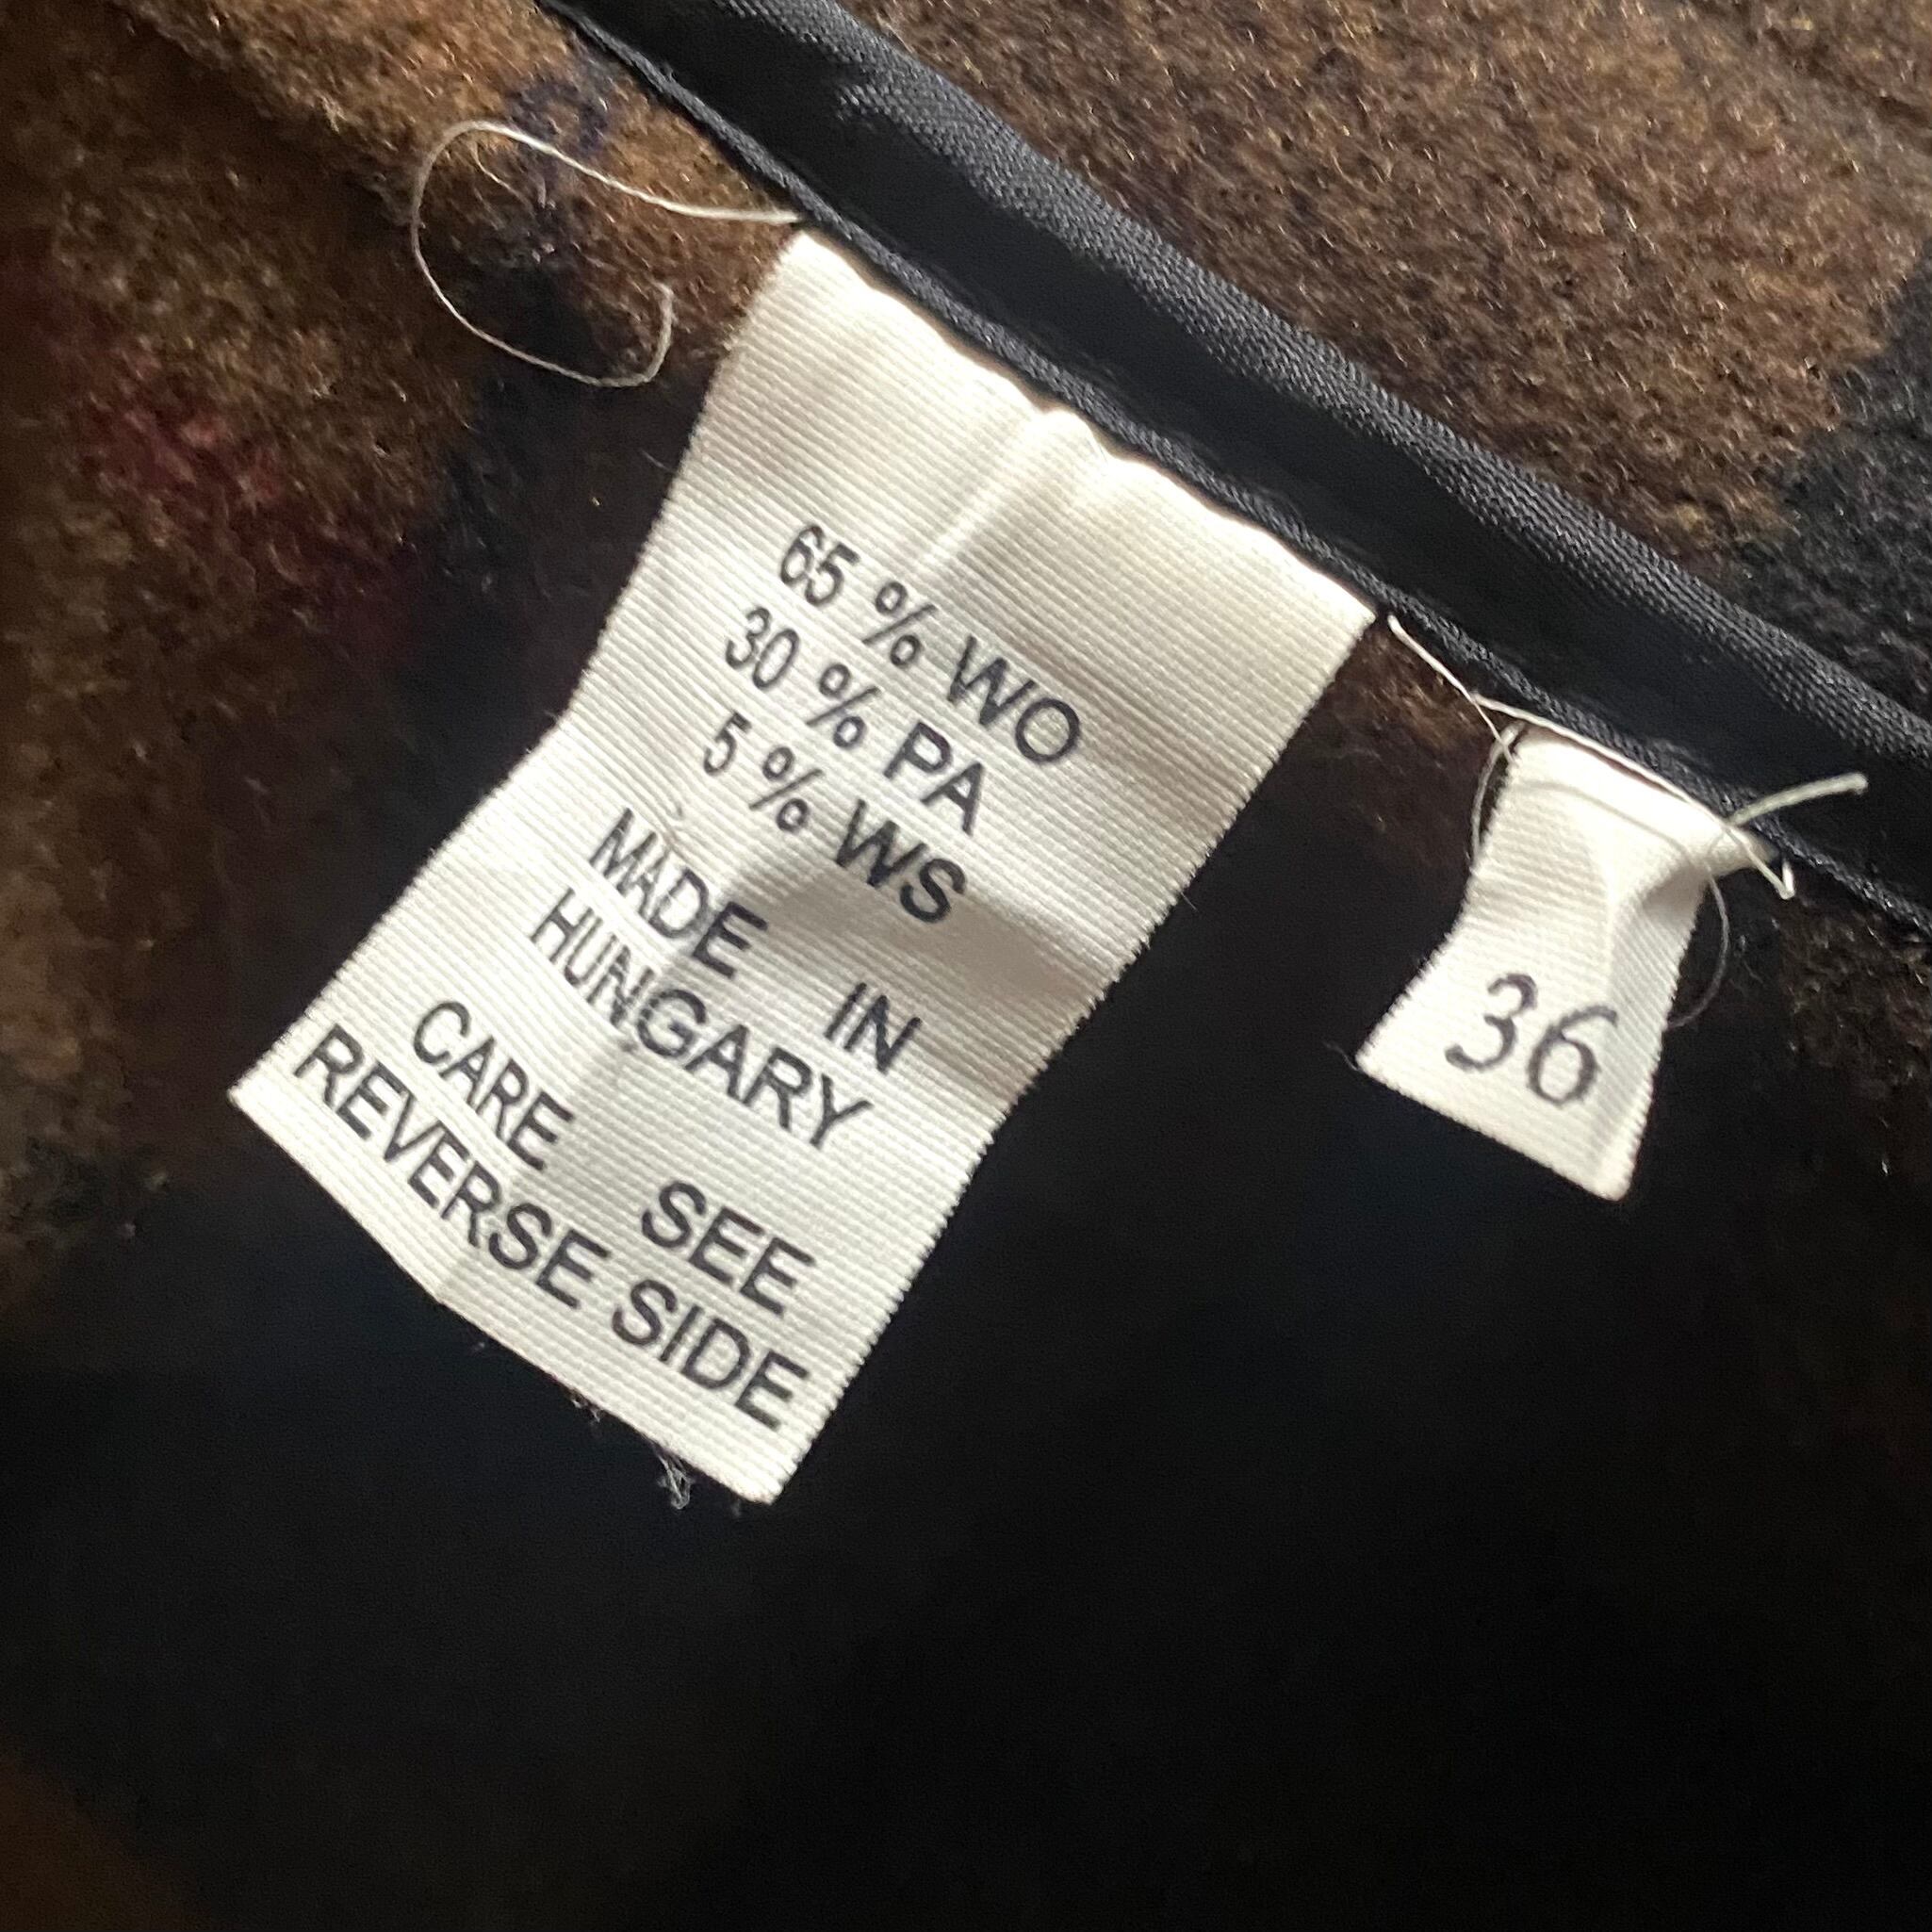 65 % WO
30 % PA
5 % WS
MADE IN
HUNGARY
CARE SEE
REVERSE SIDE
36